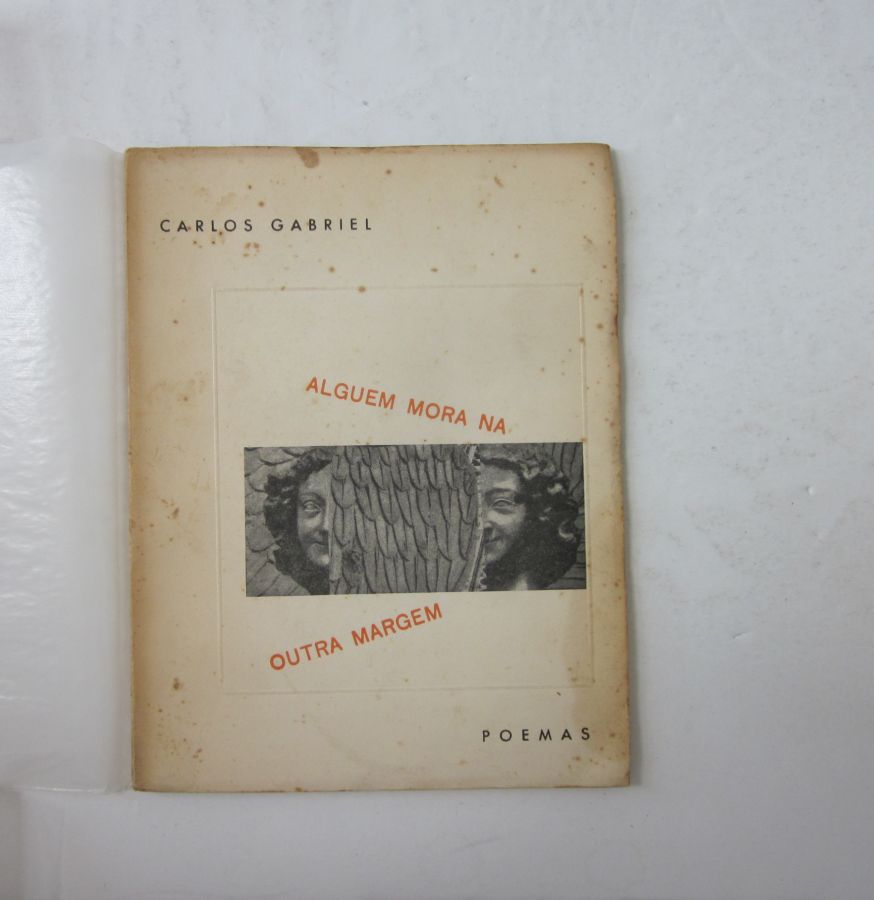 CARLOS GABRIEL
ALGUEM MORA NA
OUTRA MARGEM
POEMAS